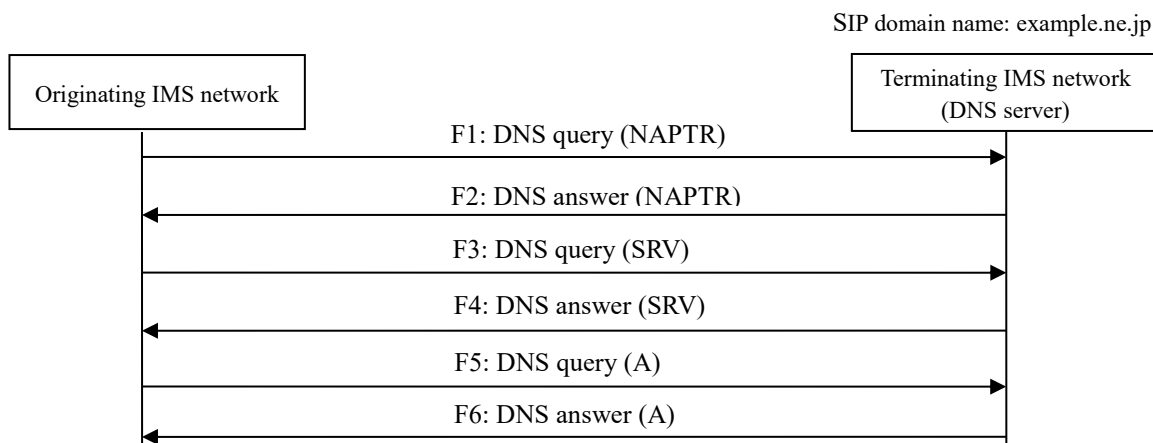 SIP domain name: example.ne.jp
Originating IMS network
Terminating IMS network
(DNS server)
F1: DNS query (NAPTR)
F2: DNS answer (NAPTR)
F3: DNS query (SRV)
F4: DNS answer (SRV)
F5: DNS query (A)
F6: DNS answer (A)